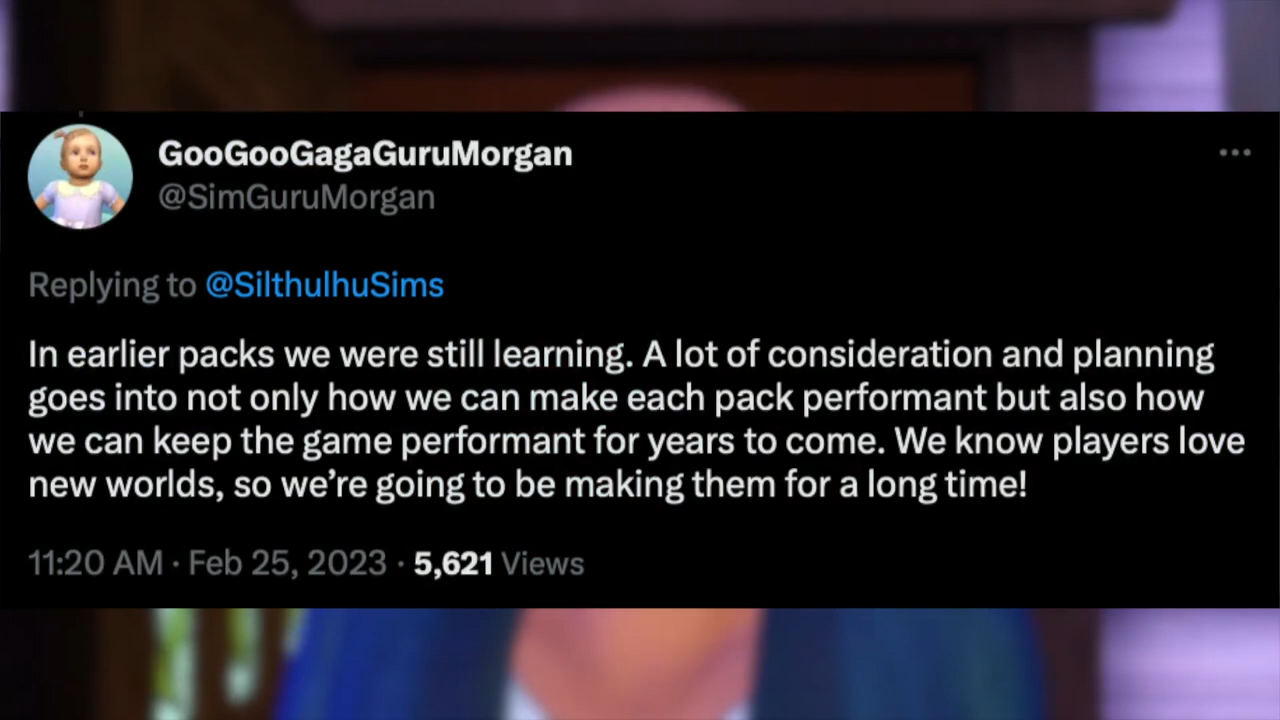 GooGooGagaGuruMorgan
@SimGuruMorgan
Replying to @SilthulhuSims
In earlier packs we were still learning. A lot of consideration and planning
goes into not only how we can make each pack performant but also how
we can keep the game performant for years to come. We know players love
new worlds, so we’re going to be making them for a long time!
11:20 AM · Feb 25, 2023 · 5,621 Views